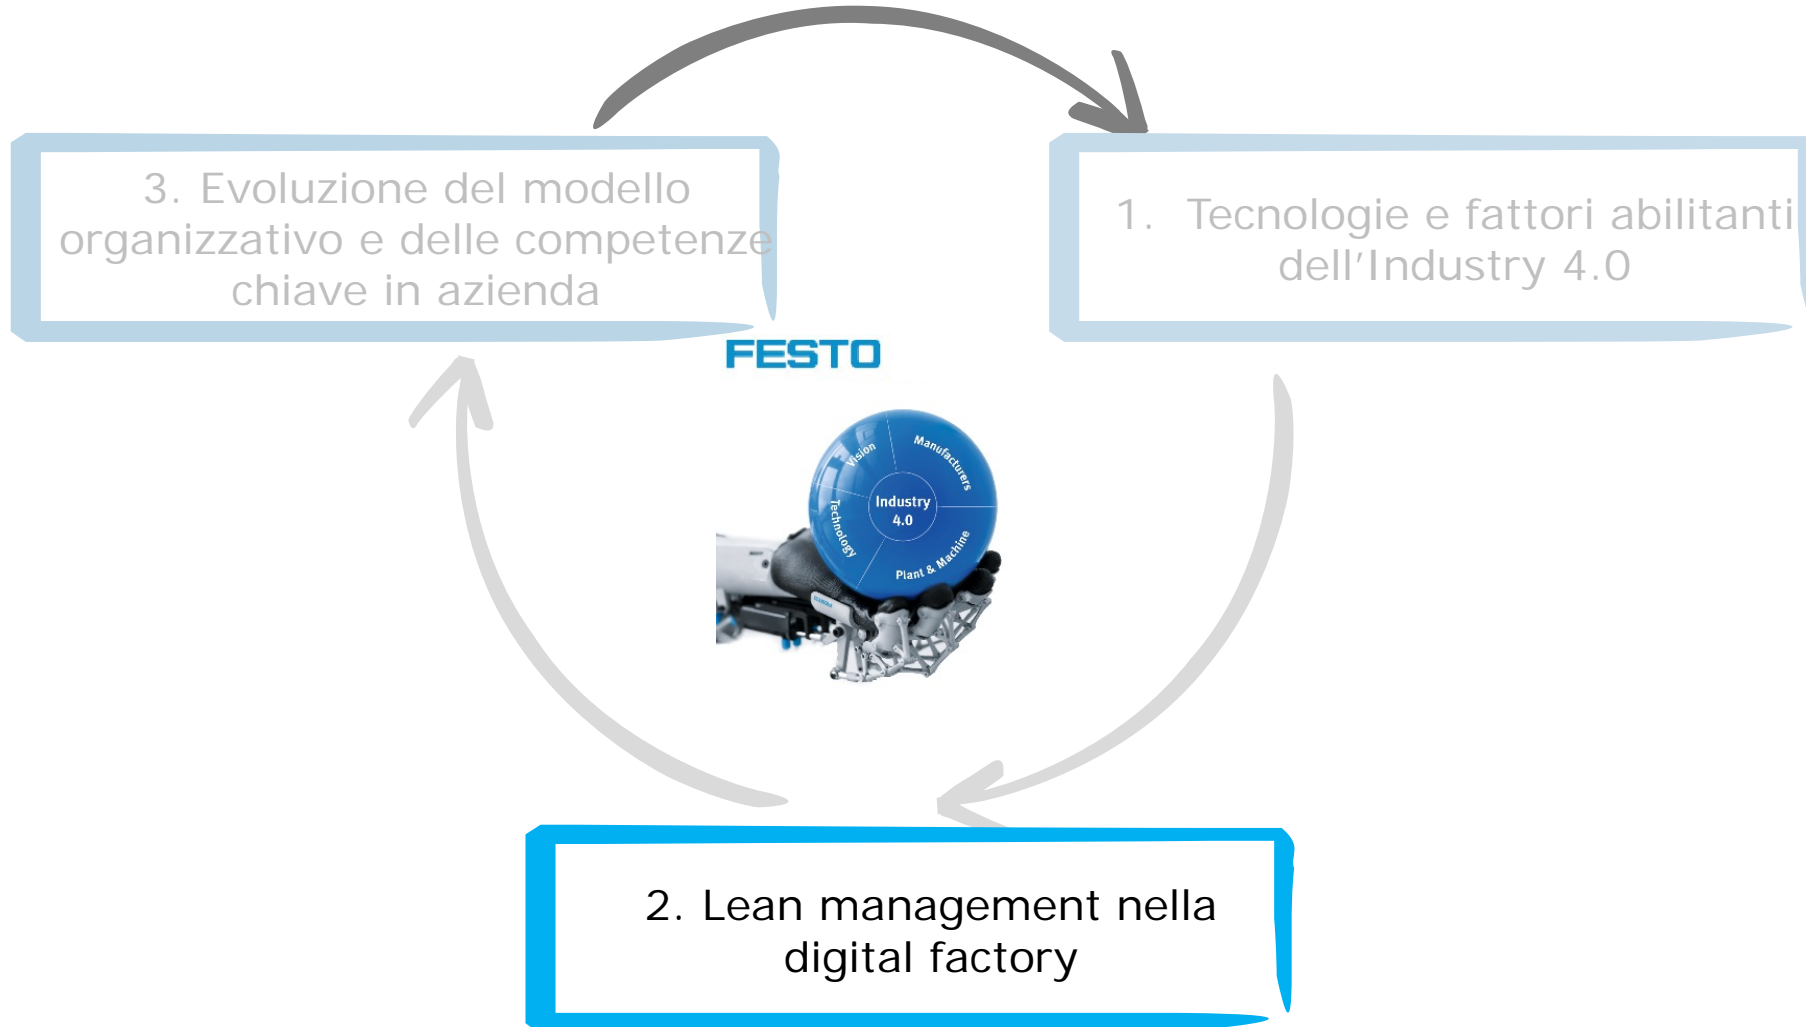 3. Evoluzione del modello
organizzativo e delle competenze
chiave in azienda
1. Tecnologie e fattori abilitanti
dell'Industry 4.0
FESTO
Vision
Manufacturers
Industry
4.0
Technology
Plant & Machine
2. Lean management nella
digital factory